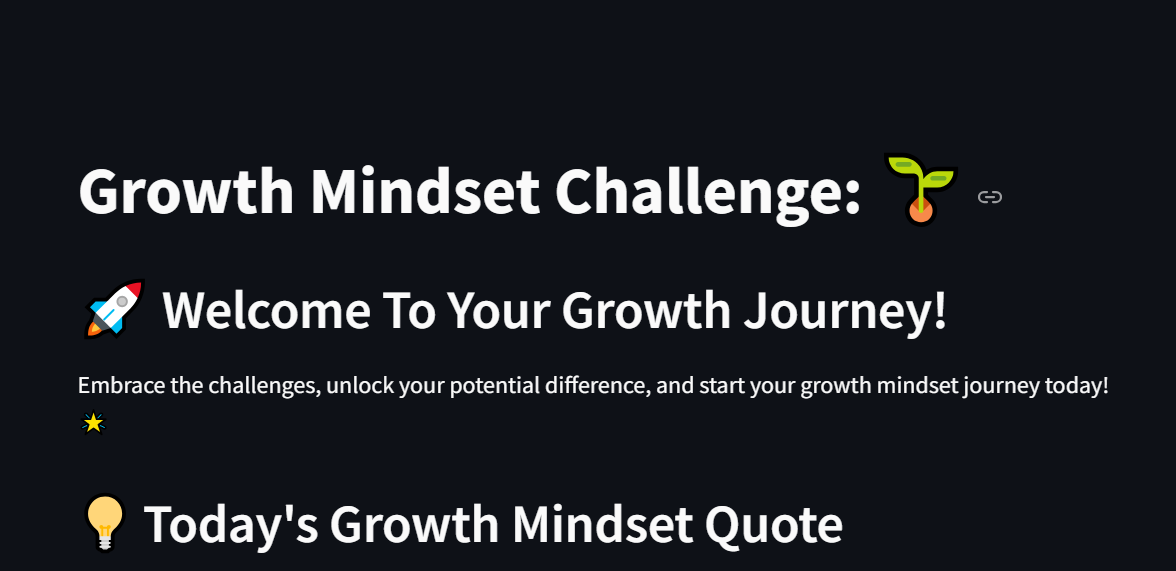 Growth Mindset Challenge: 🌱
🚀 Welcome To Your Growth Journey!
Embrace the challenges, unlock your potential difference, and start your growth mindset journey today!
🌟
💡 Today's Growth Mindset Quote